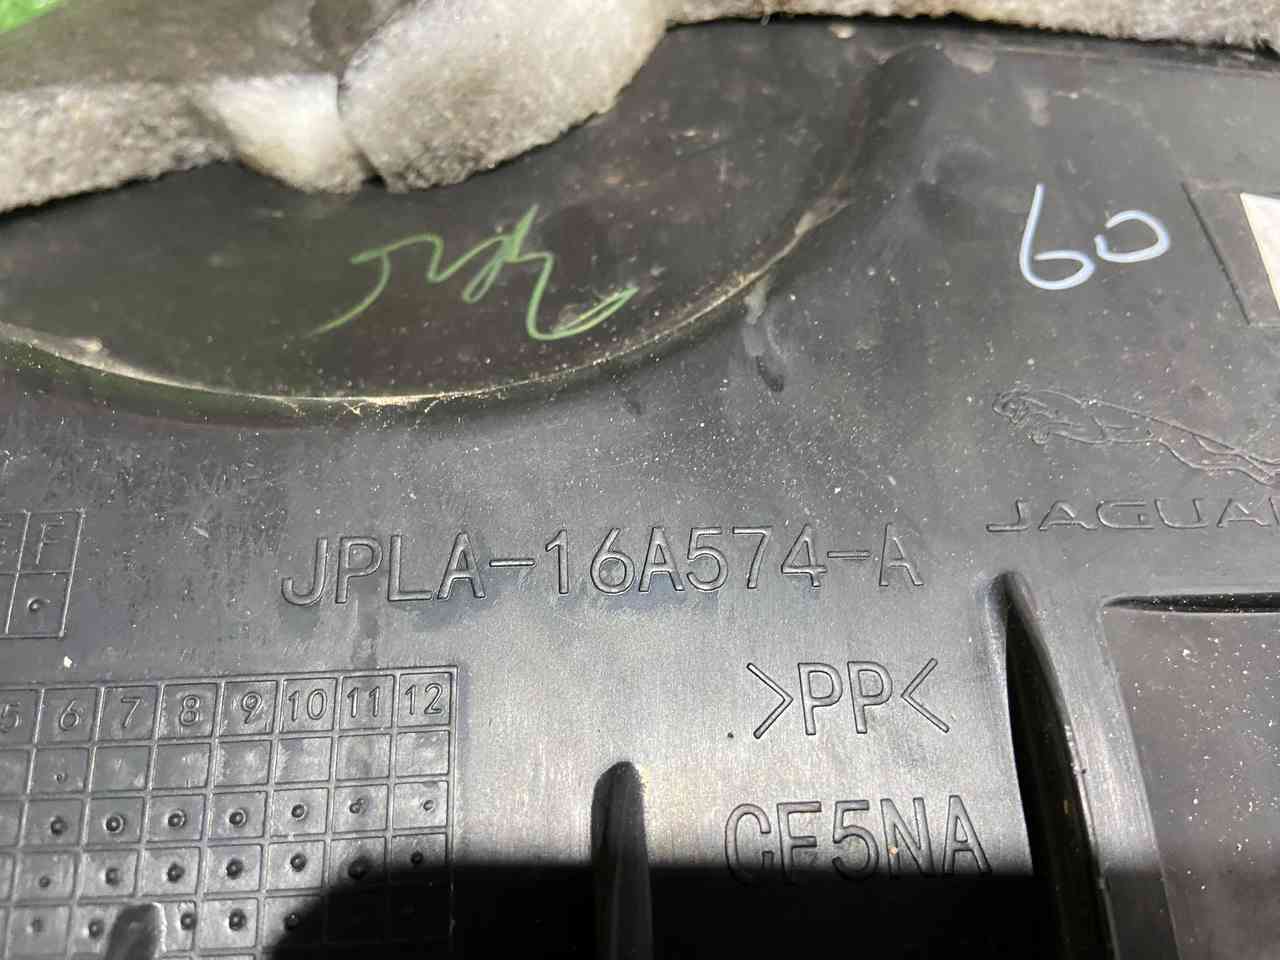 60
JAGUA
JPLA-16A574-A
F
5 6 7 8 9 10 11 12
>PP<
CF5NA